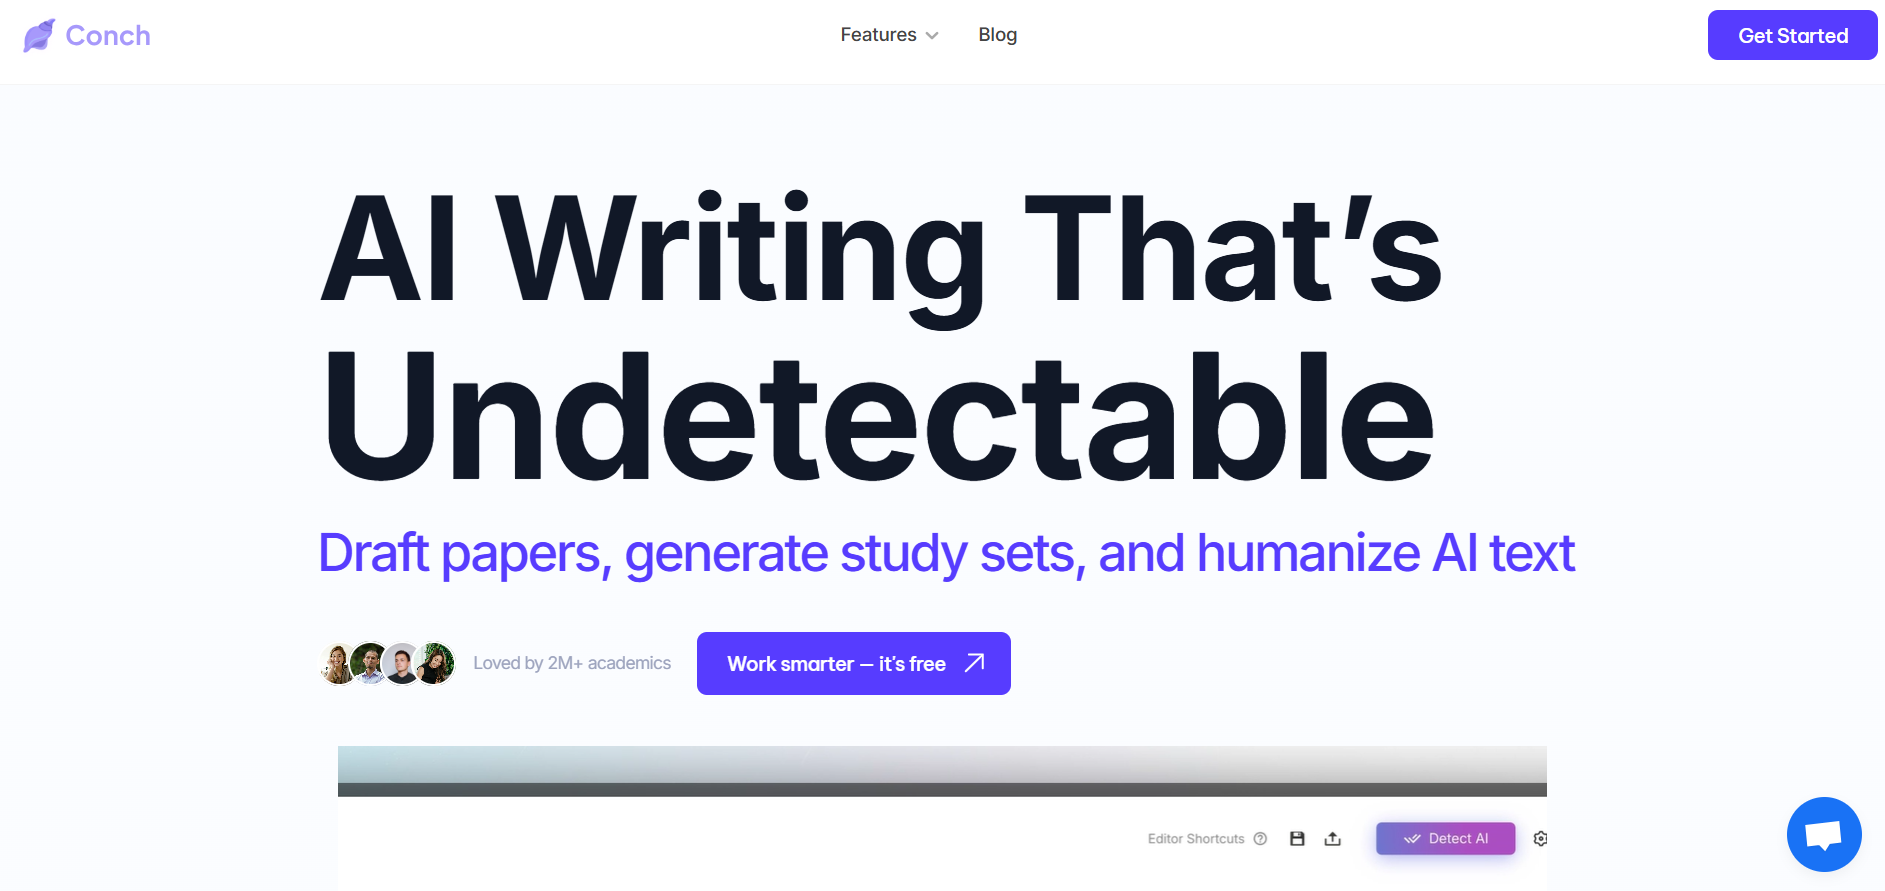 Conch
Features
Blog
Get Started
AI Writing That’s
Undetectable
Draft papers, generate study sets, and humanize AI text
Loved by 2M+ academics
Work smarter – it's free
Editor Shortcuts
Detect AI